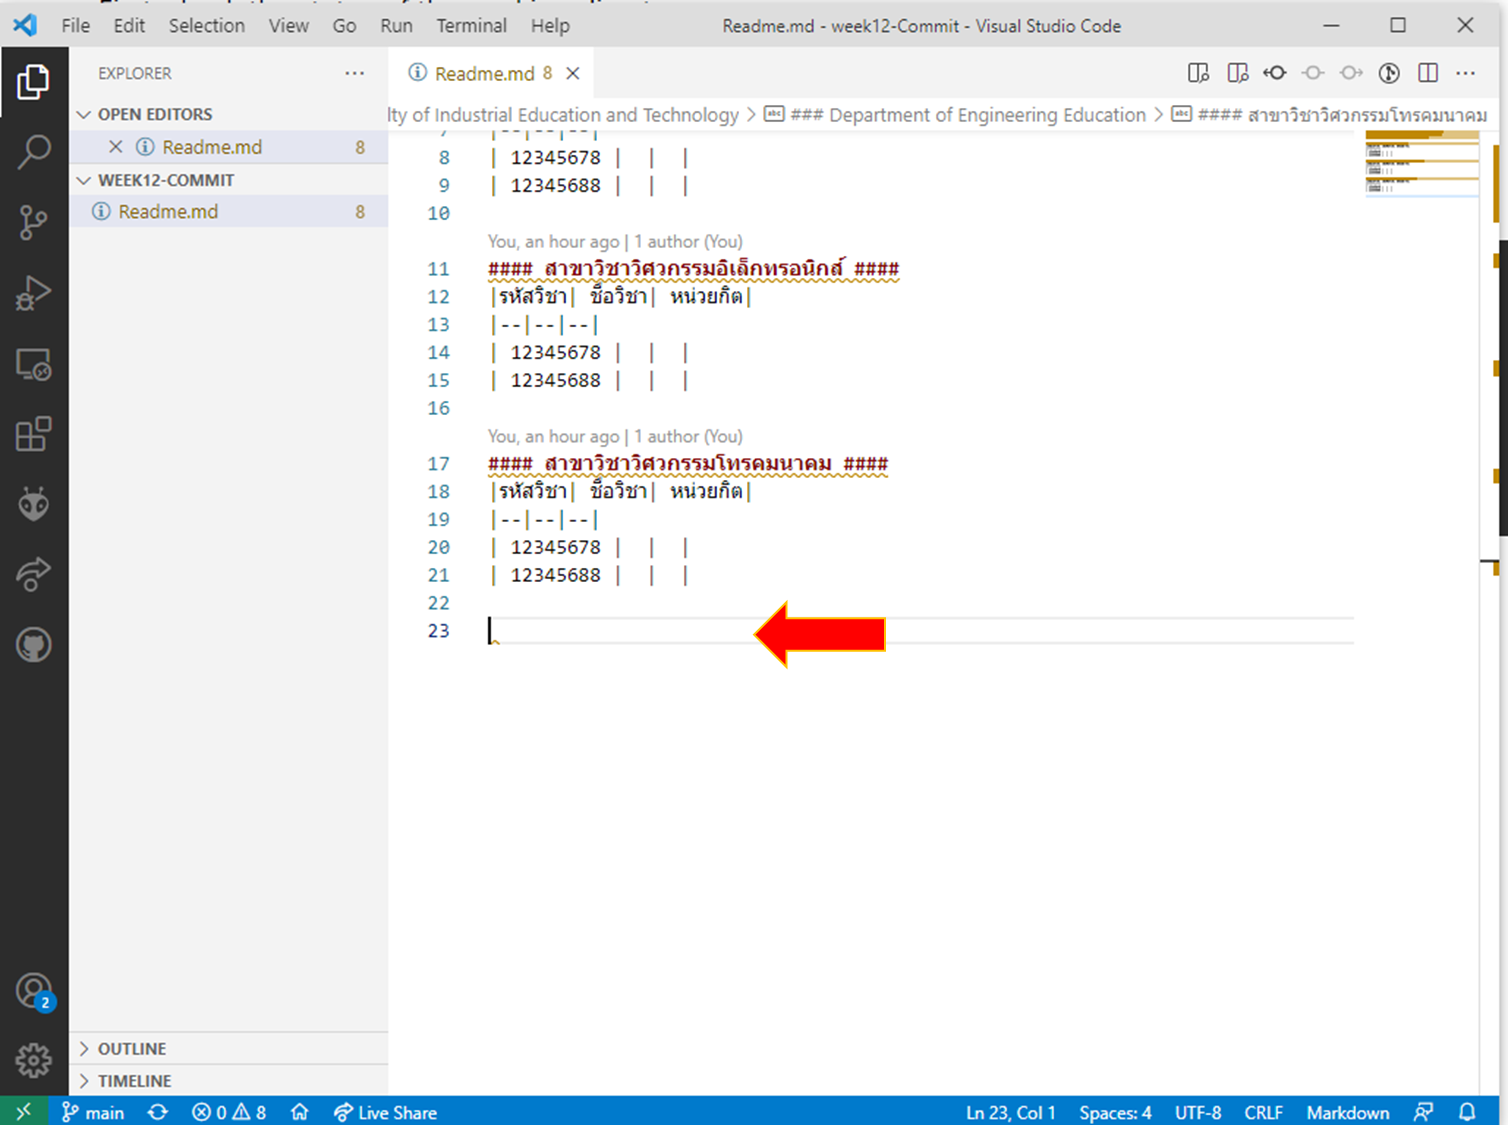 File Edit Selection View Go Run Terminal Help
Readme.md - week12-Commit - Visual Studio Code
EXPLORER
Readme.md 8
OPEN EDITORS
lty of Industrial Education and Technology > ### Department of Engineering Education > #### สาขาวิชาวิศวกรรมโทรคมนาคม
Readme.md 8
WEEK12-COMMIT
Readme.md 8
7 |--|--|--|
8 | 12345678 | | |
9 | 12345688 | | |
10
You, an hour ago | 1 author (You)
11 #### สาขาวิชาวิศวกรรมอิเล็กทรอนิกส์ ####
12 |รหัสวิชา| ชื่อวิชา| หน่วยกิต|
13 |--|--|--|
14 | 12345678 | | |
15 | 12345688 | | |
16
You, an hour ago | 1 author (You)
17 #### สาขาวิชาวิศวกรรมโทรคมนาคม ####
18 |รหัสวิชา| ชื่อวิชา| หน่วยกิต|
19 |--|--|--|
20 | 12345678 | | |
21 | 12345688 | | |
22
23
2
OUTLINE
TIMELINE
main 0 8 Live Share Ln 23, Col 1 Spaces: 4 UTF-8 CRLF Markdown